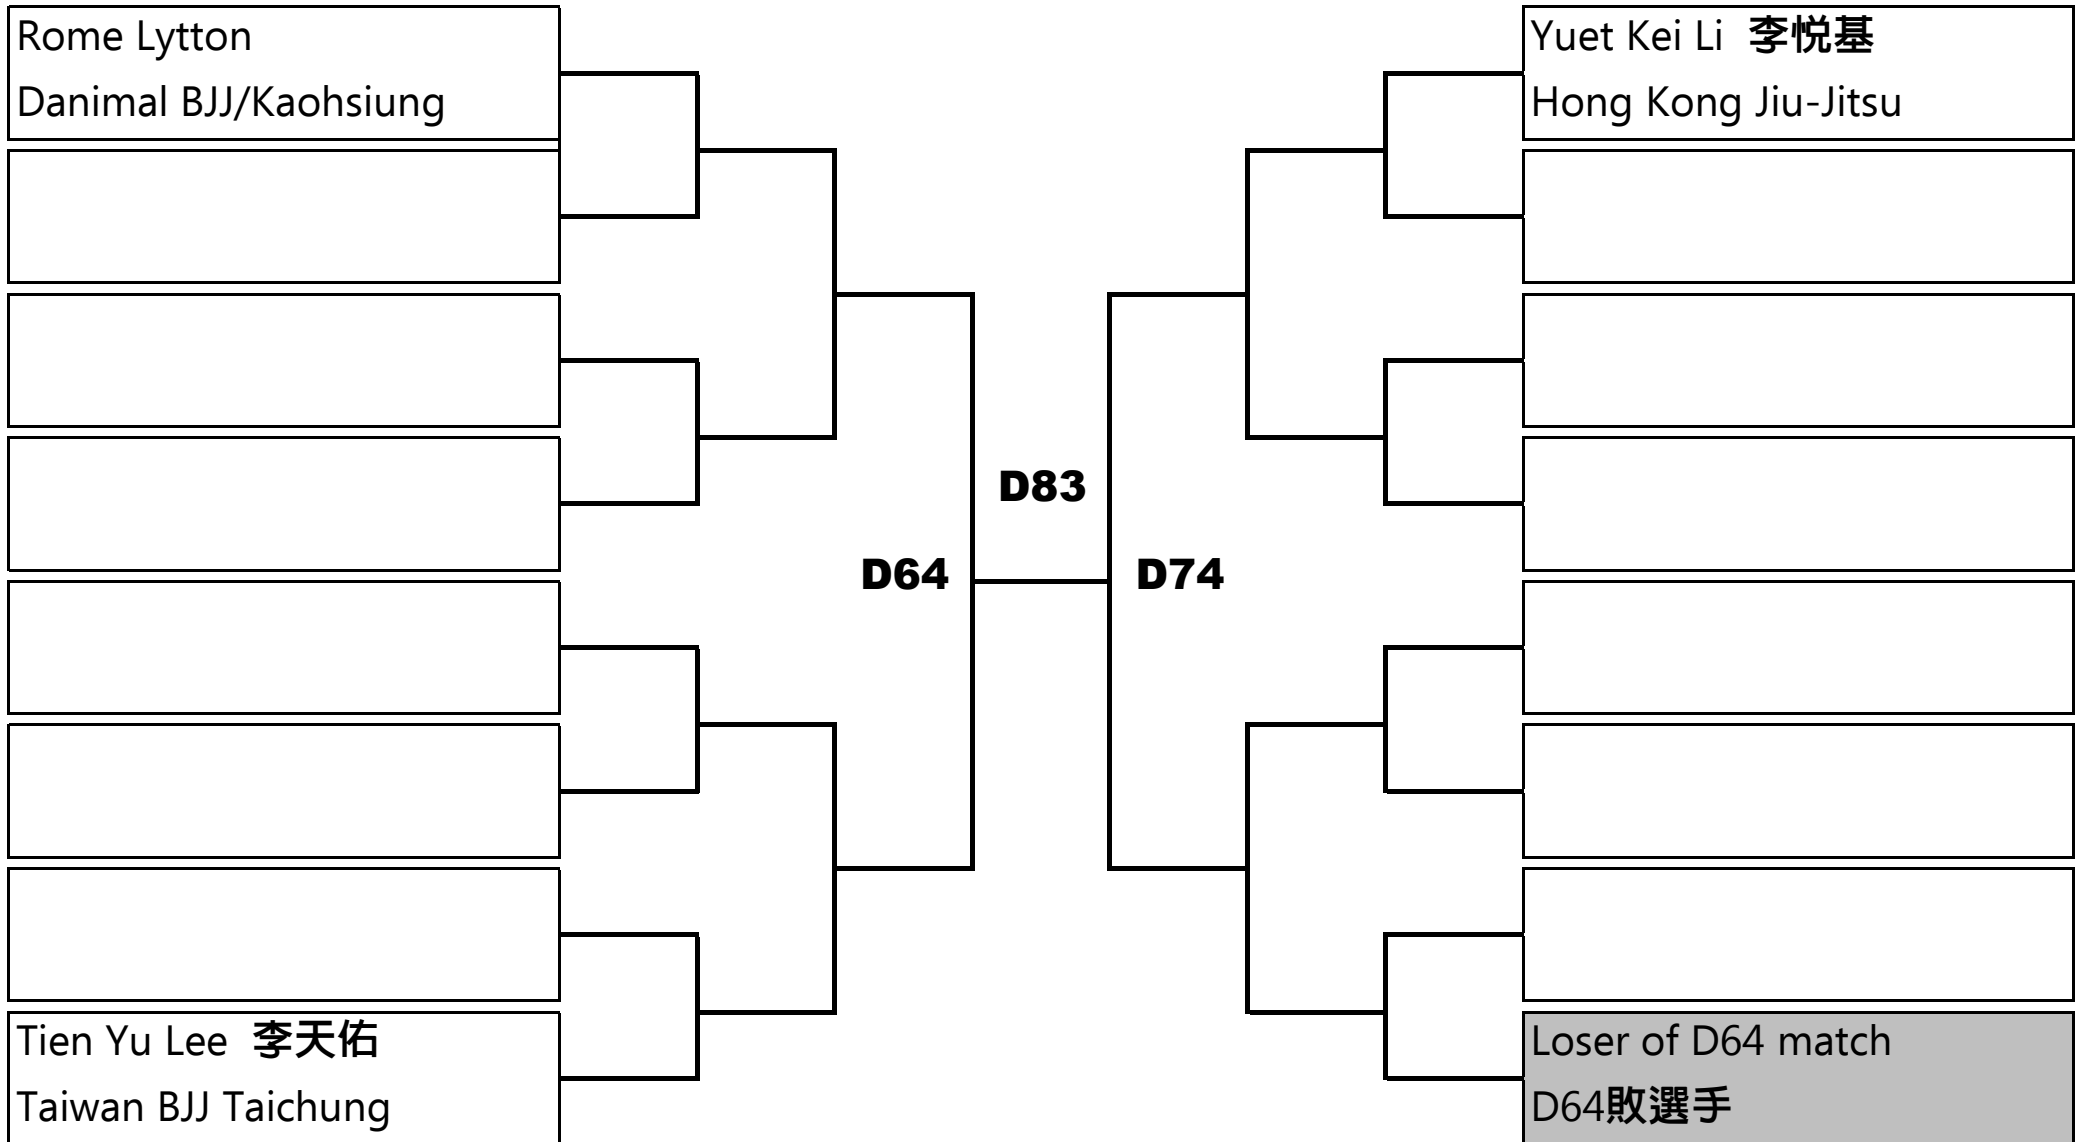 Rome Lytton
Danimal BJJ/Kaohsiung
Yuet Kei Li 李悦基
Hong Kong Jiu-Jitsu
D83
D64
D74
Tien Yu Lee 李天佑
Taiwan BJJ Taichung
Loser of D64 match
D64敗選手